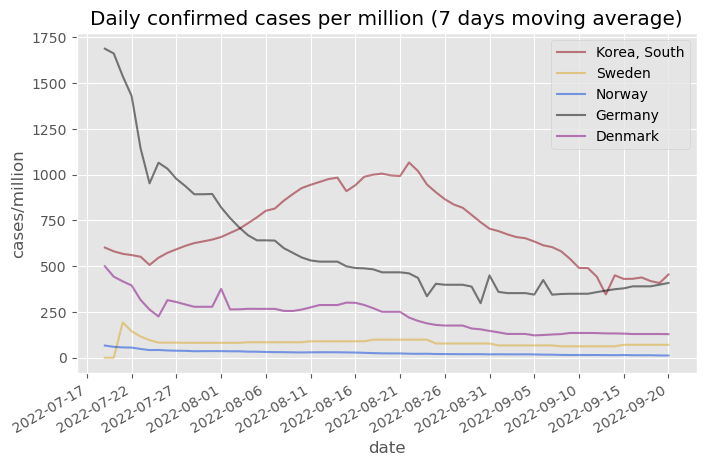 Daily confirmed cases per million (7 days moving average)
1750
1500
1250
1000
750
500
250
0
cases/million
Korea, South
Sweden
Norway
Germany
Denmark
2022-07-17
2022-07-22
2022-07-27
2022-08-01
2022-08-06
2022-08-11
2022-08-16
2022-08-21
2022-08-26
2022-08-31
2022-09-05
2022-09-10
2022-09-15
2022-09-20
date